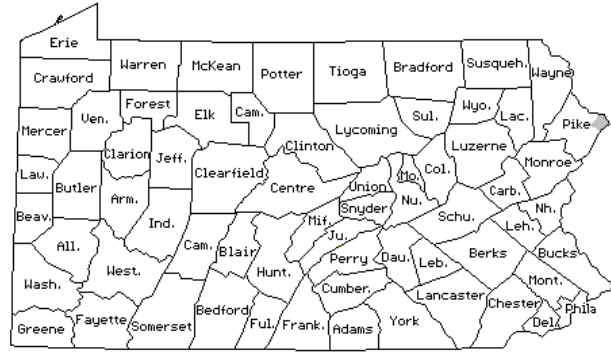 Erie
Crawford
Warren
McKean
Potter
Tioga
Bradford
Susqueh.
Wayne
Forest
Elk
Cam.
Mercer
Ven.
Lycoming
Sul.
Wyo.
Lac.
Pike
Clarion
Jeff.
Clearfield
Clinton
Centre
Luzerne
Monroe
Law.
Butler
Arm.
Union
Mo.
Col.
Carb.
Beav.
Ind.
Snyder
Nu.
Schu.
Nh.
Leh.
All.
West.
Cam.
Blair
Hunt.
Mif.
Ju.
Perry
Dau.
Leb.
Berks
Bucks
Wash.
Cumber.
Lancaster
Mont.
Greene
Fayette
Somerset
Bedford
Ful.
Frank.
Adams
York
Chester
Del.
Phila